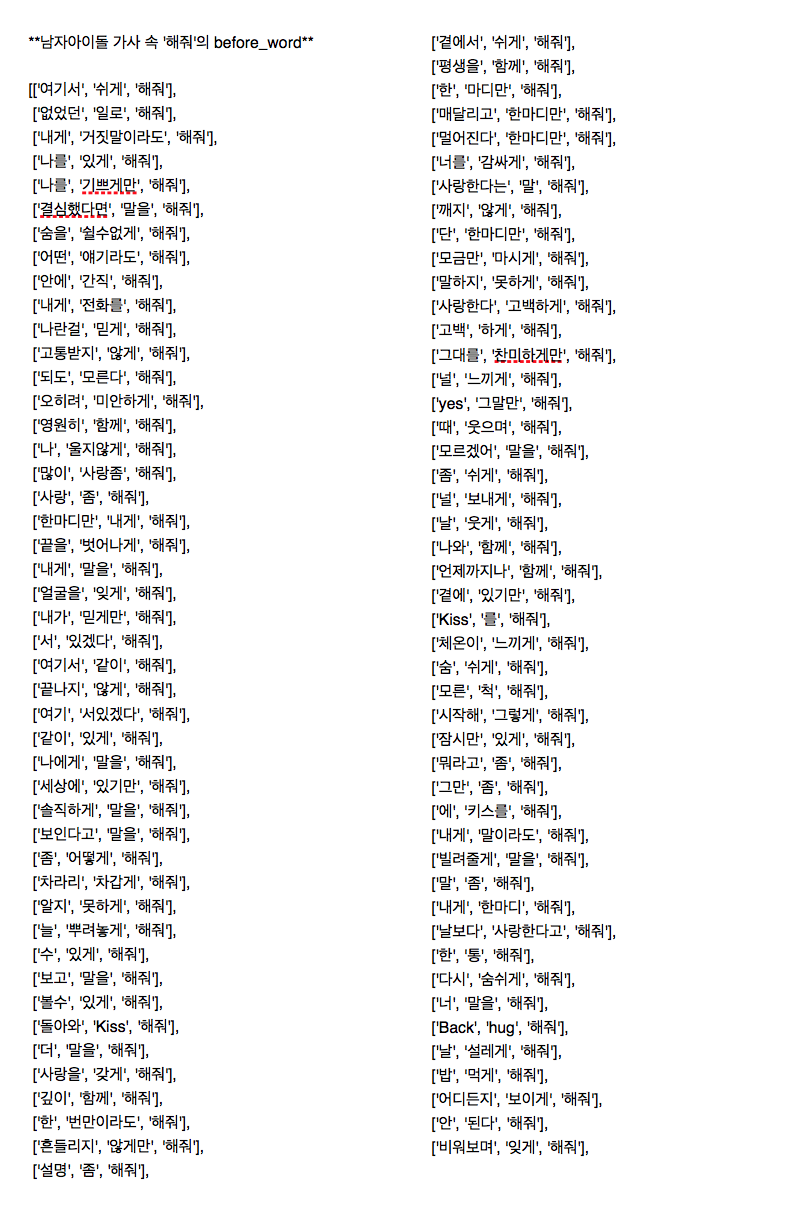 **남자아이돌 가사 속 '해줘'의 before_word**
[['여기서', '쉬게', '해줘'],
['없었던', '일로', '해줘'],
['내게', '거짓말이라도', '해줘'],
['나를', '있게', '해줘'],
['나를', '기쁘게만', '해줘'],
['결심했다면', '말을', '해줘'],
['숨을', '쉴수없게', '해줘'],
['어떤', '얘기라도', '해줘'],
['안에', '간직', '해줘'],
['내게', '전화를', '해줘'],
['나란걸', '믿게', '해줘'],
['고통받지', '않게', '해줘'],
['되도', '모른다', '해줘'],
['오히려', '미안하게', '해줘'],
['영원히', '함께', '해줘'],
['나', '울지않게', '해줘'],
['많이', '사랑좀', '해줘'],
['사랑', '좀', '해줘'],
['한마디만', '내게', '해줘'],
['끝을', '벗어나게', '해줘'],
['내게', '말을', '해줘'],
['얼굴을', '잊게', '해줘'],
['내가', '믿게만', '해줘'],
['서', '있겠다', '해줘'],
['여기서', '같이', '해줘'],
['끝나지', '않게', '해줘'],
['여기', '서있겠다', '해줘'],
['같이', '있게', '해줘'],
['나에게', '말을', '해줘'],
['세상에', '있기만', '해줘'],
['솔직하게', '말을', '해줘'],
['보인다고', '말을', '해줘'],
['좀', '어떻게', '해줘'],
['차라리', '차갑게', '해줘'],
['알지', '못하게', '해줘'],
['늘', '뿌려놓게', '해줘'],
['수', '있게', '해줘'],
['보고', '말을', '해줘'],
['볼수', '있게', '해줘'],
['돌아와', 'Kiss', '해줘'],
['더', '말을', '해줘'],
['사랑을', '갖게', '해줘'],
['깊이', '함께', '해줘'],
['한', '번만이라도', '해줘'],
['흔들리지', '않게만', '해줘'],
['설명', '좀', '해줘'],
['곁에서', '쉬게', '해줘'],
['평생을', '함께', '해줘'],
['한', '마디만', '해줘'],
['매달리고', '한마디만', '해줘'],
['멀어진다', '한마디만', '해줘'],
['너를', '감싸게', '해줘'],
['사랑한다는', '말', '해줘'],
['깨지', '않게', '해줘'],
['단', '한마디만', '해줘'],
['모금만', '마시게', '해줘'],
['말하지', '못하게', '해줘'],
['사랑한다', '고백하게', '해줘'],
['고백', '하게', '해줘'],
['그대를', '찬미하게만', '해줘'],
['널', '느끼게', '해줘'],
['yes', '그말만', '해줘'],
['때', '웃으며', '해줘'],
['모르겠어', '말을', '해줘'],
['좀', '쉬게', '해줘'],
['널', '보내게', '해줘'],
['날', '웃게', '해줘'],
['나와', '함께', '해줘'],
['언제까지나', '함께', '해줘'],
['곁에', '있기만', '해줘'],
['Kiss', '를', '해줘'],
['체온이', '느끼게', '해줘'],
['숨', '쉬게', '해줘'],
['모른', '척', '해줘'],
['시작해', '그렇게', '해줘'],
['잠시만', '있게', '해줘'],
['뭐라고', '좀', '해줘'],
['그만', '좀', '해줘'],
['에', '키스를', '해줘'],
['내게', '말이라도', '해줘'],
['빌려줄게', '말을', '해줘'],
['말', '좀', '해줘'],
['내게', '한마디', '해줘'],
['날보다', '사랑한다고', '해줘'],
['한', '통', '해줘'],
['다시', '숨쉬게', '해줘'],
['너', '말을', '해줘'],
['Back', 'hug', '해줘'],
['날', '설레게', '해줘'],
['밥', '먹게', '해줘'],
['어디든지', '보이게', '해줘'],
['안', '된다', '해줘'],
['비워보며', '잊게', '해줘'],